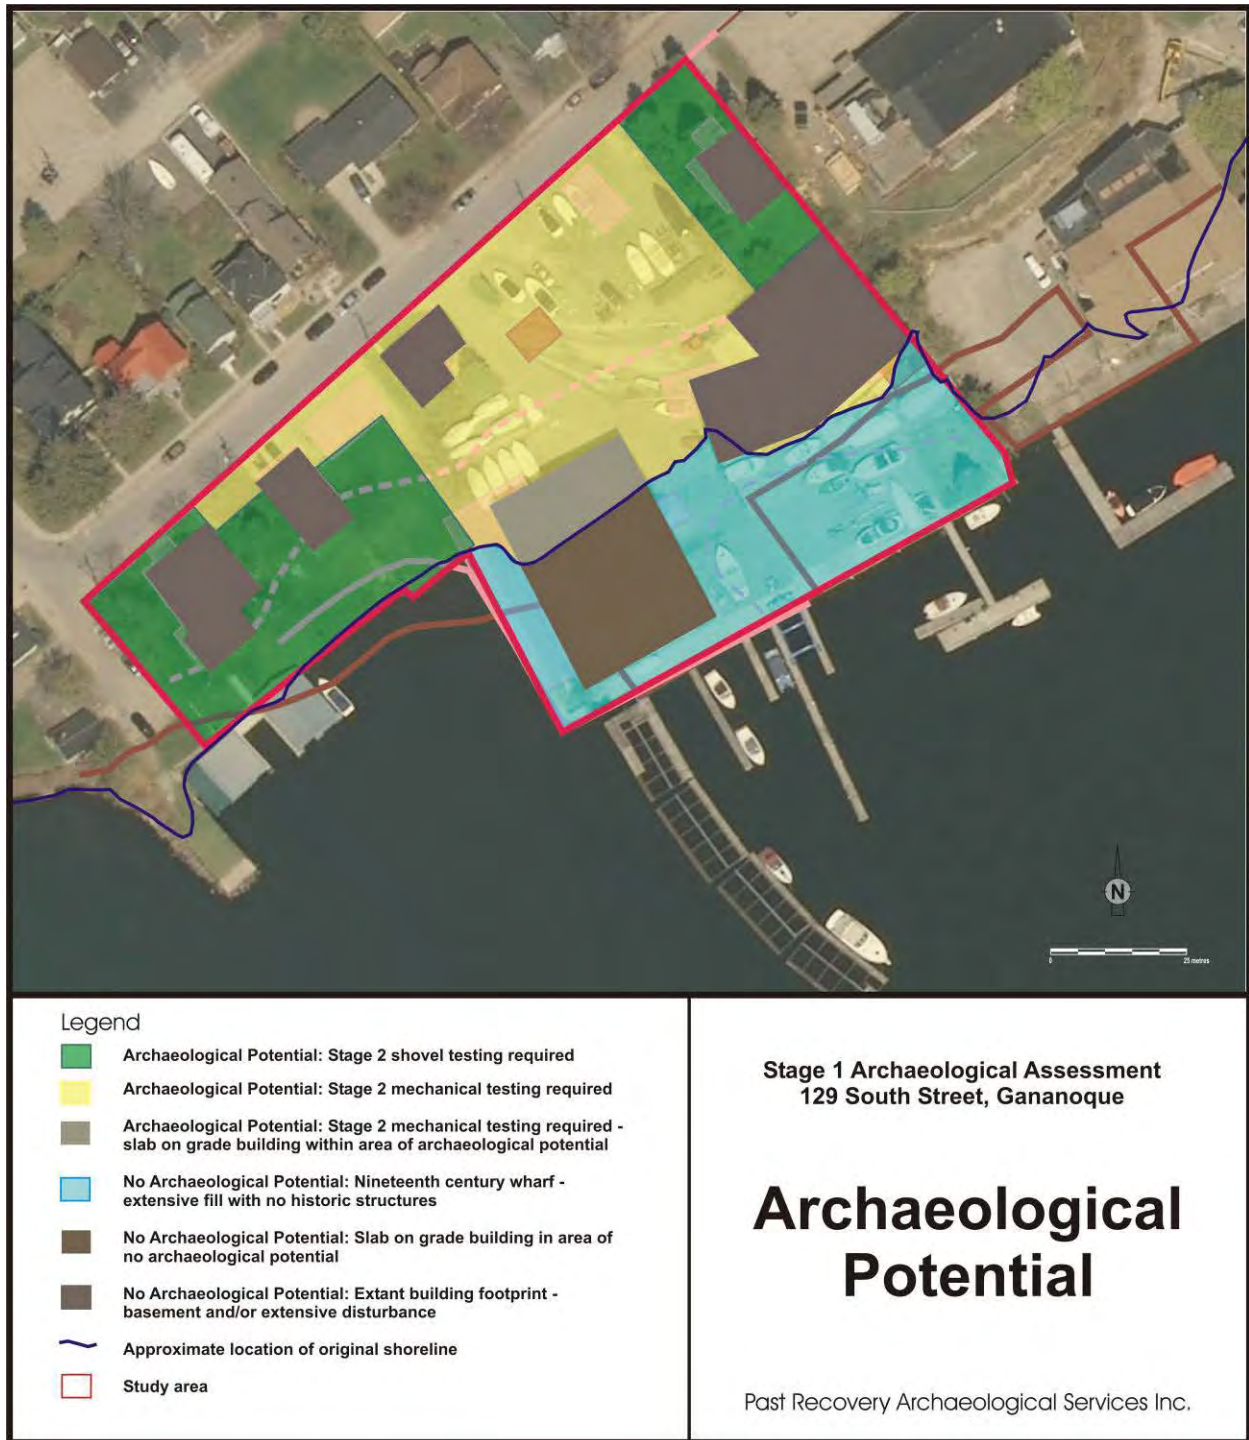 N
0
25 metres
Legend
Archaeological Potential: Stage 2 shovel testing required
Archaeological Potential: Stage 2 mechanical testing required
Archaeological Potential: Stage 2 mechanical testing required -
slab on grade building within area of archaeological potential
No Archaeological Potential: Nineteenth century wharf -
extensive fill with no historic structures
No Archaeological Potential: Slab on grade building in area of
no archaeological potential
No Archaeological Potential: Extant building footprint -
basement and/or extensive disturbance
Approximate location of original shoreline
Study area
Stage 1 Archaeological Assessment
129 South Street, Gananoque
Archaeological
Potential
Past Recovery Archaeological Services Inc.